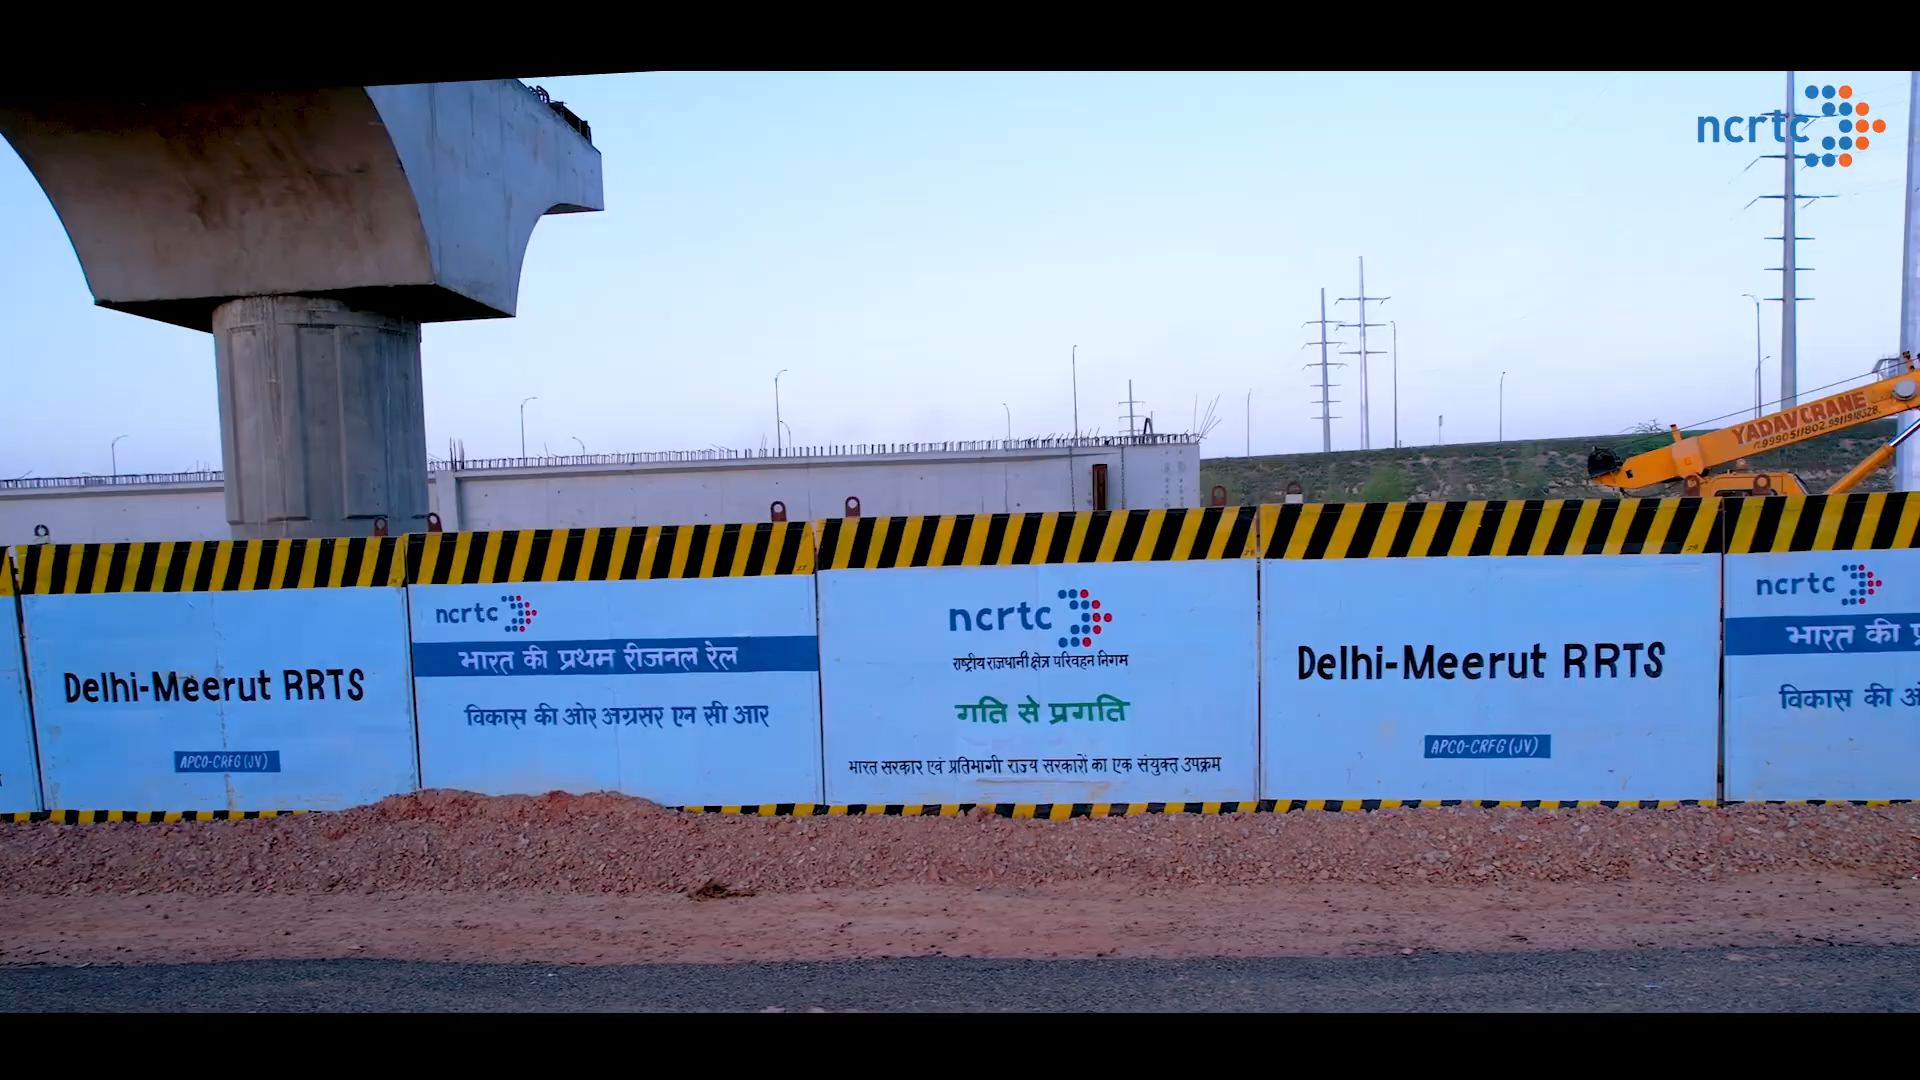 ncrtc
YADAV CRANE
Delhi-Meerut RRTS
APCO-CRFG (JV)
ncrtc
भारत की प्रथम रीजनल रेल
विकास की ओर अग्रसर एन सी आर
ncrtc
राष्ट्रीय राजधानी क्षेत्र परिवहन निगम
गति से प्रगति
भारत सरकार एवं प्रतिभागी राज्य सरकारों का एक संयुक्त उपक्रम
Delhi-Meerut RRTS
APCO-CRFG (JV)
ncrtc
भारत की
विकास की